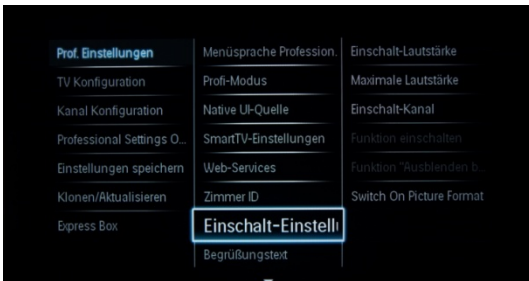 Prof. Einstellungen
TV Konfiguration
Kanal Konfiguration
Professional Settings O...
Einstellungen speichern
Klonen/Aktualisieren
Express Box
Menüsprache Profession.
Profi-Modus
Native UI-Quelle
SmartTV-Einstellungen
Web-Services
Zimmer ID
Einschalt-Einstell
Begrüßungstext
Einschalt-Lautstärke
Maximale Lautstärke
Einschalt-Kanal
Funktion einschalten
Funktion "Ausblenden b...
Switch On Picture Format